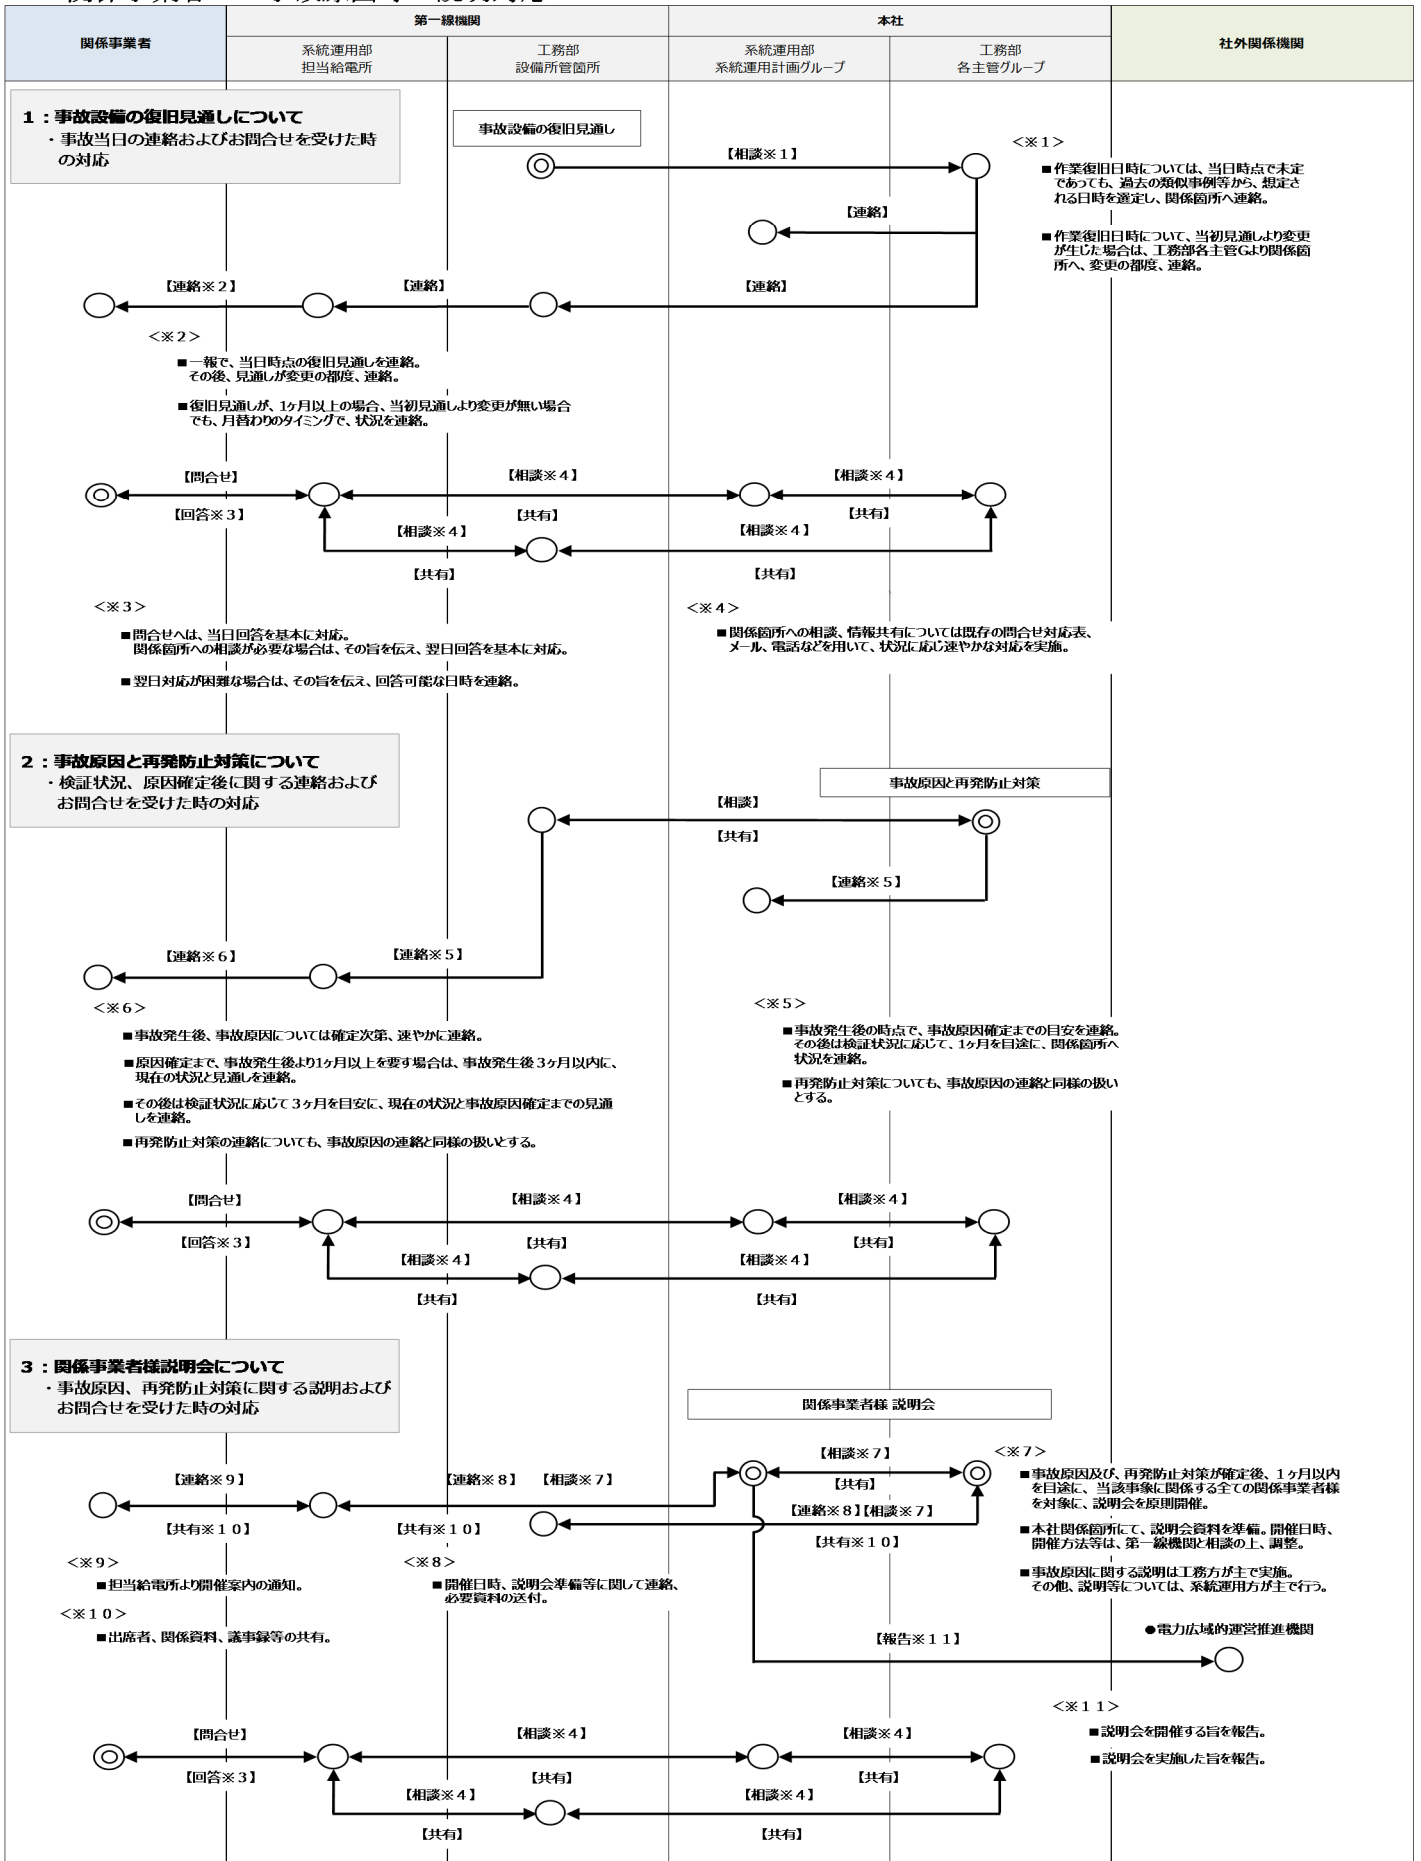 関係事業者
第一線機関
本社
社外関係機関
系統運用部
担当給電所
工務部
設備所管箇所
系統運用部
系統運用計画グループ
工務部
各主管グループ
1：事故設備の復旧見通しについて
・事故当日の連絡およびお問合せを受けた時
の対応
事故設備の復旧見通し
【相談※１】
＜※１＞
■作業復旧日時については、当日時点で未定
であっても、過去の類似事例等から、想定さ
れる日時を選定し、関係箇所へ連絡。
【連絡】
■作業復旧日時について、当初見通しより変更
が生じた場合は、工務部各主管Gより関係箇
所へ、変更の都度、連絡。
【連絡※２】
【連絡】
【連絡】
＜※２＞
■一報で、当日時点の復旧見通しを連絡。
その後、見通しが変更の都度、連絡。
■復旧見通しが、1ヶ月以上の場合、当初見通しより変更が無い場合
でも、月替わりのタイミングで、状況を連絡。
【問合せ】
【相談※４】
【相談※４】
【回答※３】
【共有】
【共有】
【相談※４】
【相談※４】
【共有】
【共有】
＜※３＞
■問合せへは、当日回答を基本に対応。
関係箇所への相談が必要な場合は、その旨を伝え、翌日回答を基本に対応。
■翌日対応が困難な場合は、その旨を伝え、回答可能な日時を連絡。
＜※４＞
■関係箇所への相談、情報共有については既存の問合せ対応表、
メール、電話などを用いて、状況に応じ速やかな対応を実施。
2：事故原因と再発防止対策について
・検証状況、原因確定後に関する連絡および
お問合せを受けた時の対応
事故原因と再発防止対策
【相談】
【共有】
【連絡※５】
【連絡※６】
【連絡※５】
＜※６＞
■事故発生後、事故原因については確定次第、速やかに連絡。
■原因確定まで、事故発生後より1ヶ月以上を要す場合は、事故発生後３ヶ月以内に、
現在の状況と見通しを連絡。
■その後は検証状況に応じて３ヶ月を目安に、現在の状況と事故原因確定までの見通
しを連絡。
■再発防止対策の連絡についても、事故原因の連絡と同様の扱いとする。
＜※５＞
■事故発生後の時点で、事故原因確定までの目安を連絡。
その後は検証状況に応じて、1ヶ月を目途に、関係箇所へ
状況を連絡。
■再発防止対策についても、事故原因の連絡と同様の扱い
とする。
【問合せ】
【相談※４】
【相談※４】
【回答※３】
【共有】
【共有】
【相談※４】
【相談※４】
【共有】
【共有】
3：関係事業者様説明会について
・事故原因、再発防止対策に関する説明および
お問合せを受けた時の対応
関係事業者様 説明会
【相談※７】
＜※７＞
【連絡※９】
【連絡※８】
【相談※７】
【共有】
■事故原因及び、再発防止対策が確定後、１ヶ月以内
を目途に、当該事象に関係する全ての関係事業者様
を対象に、説明会を原則開催。
【連絡※８】【相談※７】
【共有※１０】
【共有※１０】
【共有※１０】
■本社関係箇所にて、説明会資料を準備。開催日時、
開催方法等は、第一線機関と相談の上、調整。
■事故原因に関する説明は工務方が主で実施。
その他、説明等については、系統運用方が主で行う。
＜※９＞
■担当給電所より開催案内の通知。
＜※８＞
■開催日時、説明会準備等に関して連絡、
必要資料の送付。
＜※１０＞
■出席者、関係資料、議事録等の共有。
●電力広域的運営推進機関
【報告※１１】
＜※１１＞
■説明会を開催する旨を報告。
■説明会を実施した旨を報告。
【問合せ】
【相談※４】
【相談※４】
【回答※３】
【共有】
【共有】
【相談※４】
【相談※４】
【共有】
【共有】